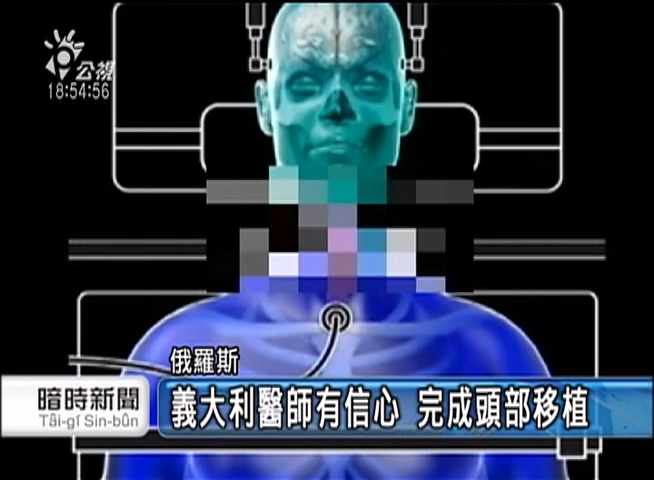 公視
18:54:56
俄羅斯
暗時新聞
Tâi-gí Sin-bûn
義大利醫師有信心 完成頭部移植